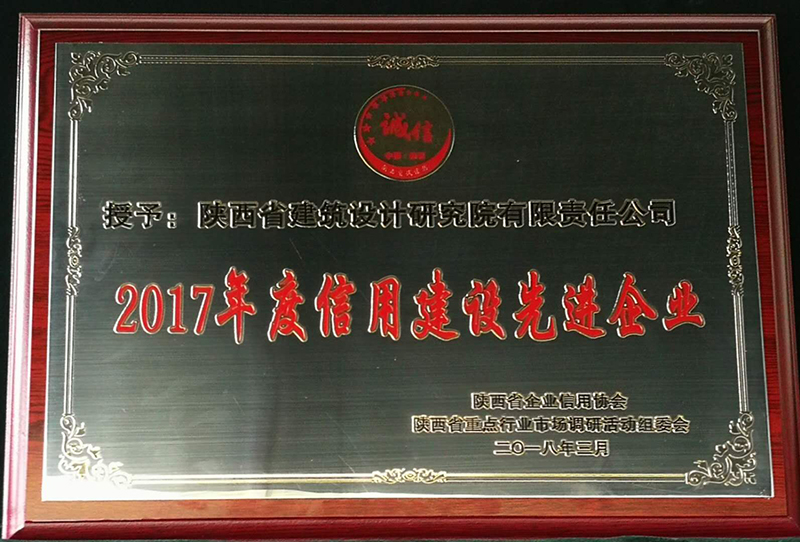 诚信
授予：陕西省建筑设计研究院有限责任公司
2017年度信用建设先进企业
陕西省企业信用协会
陕西省重点行业市场调研活动组委会
二〇一八年三月